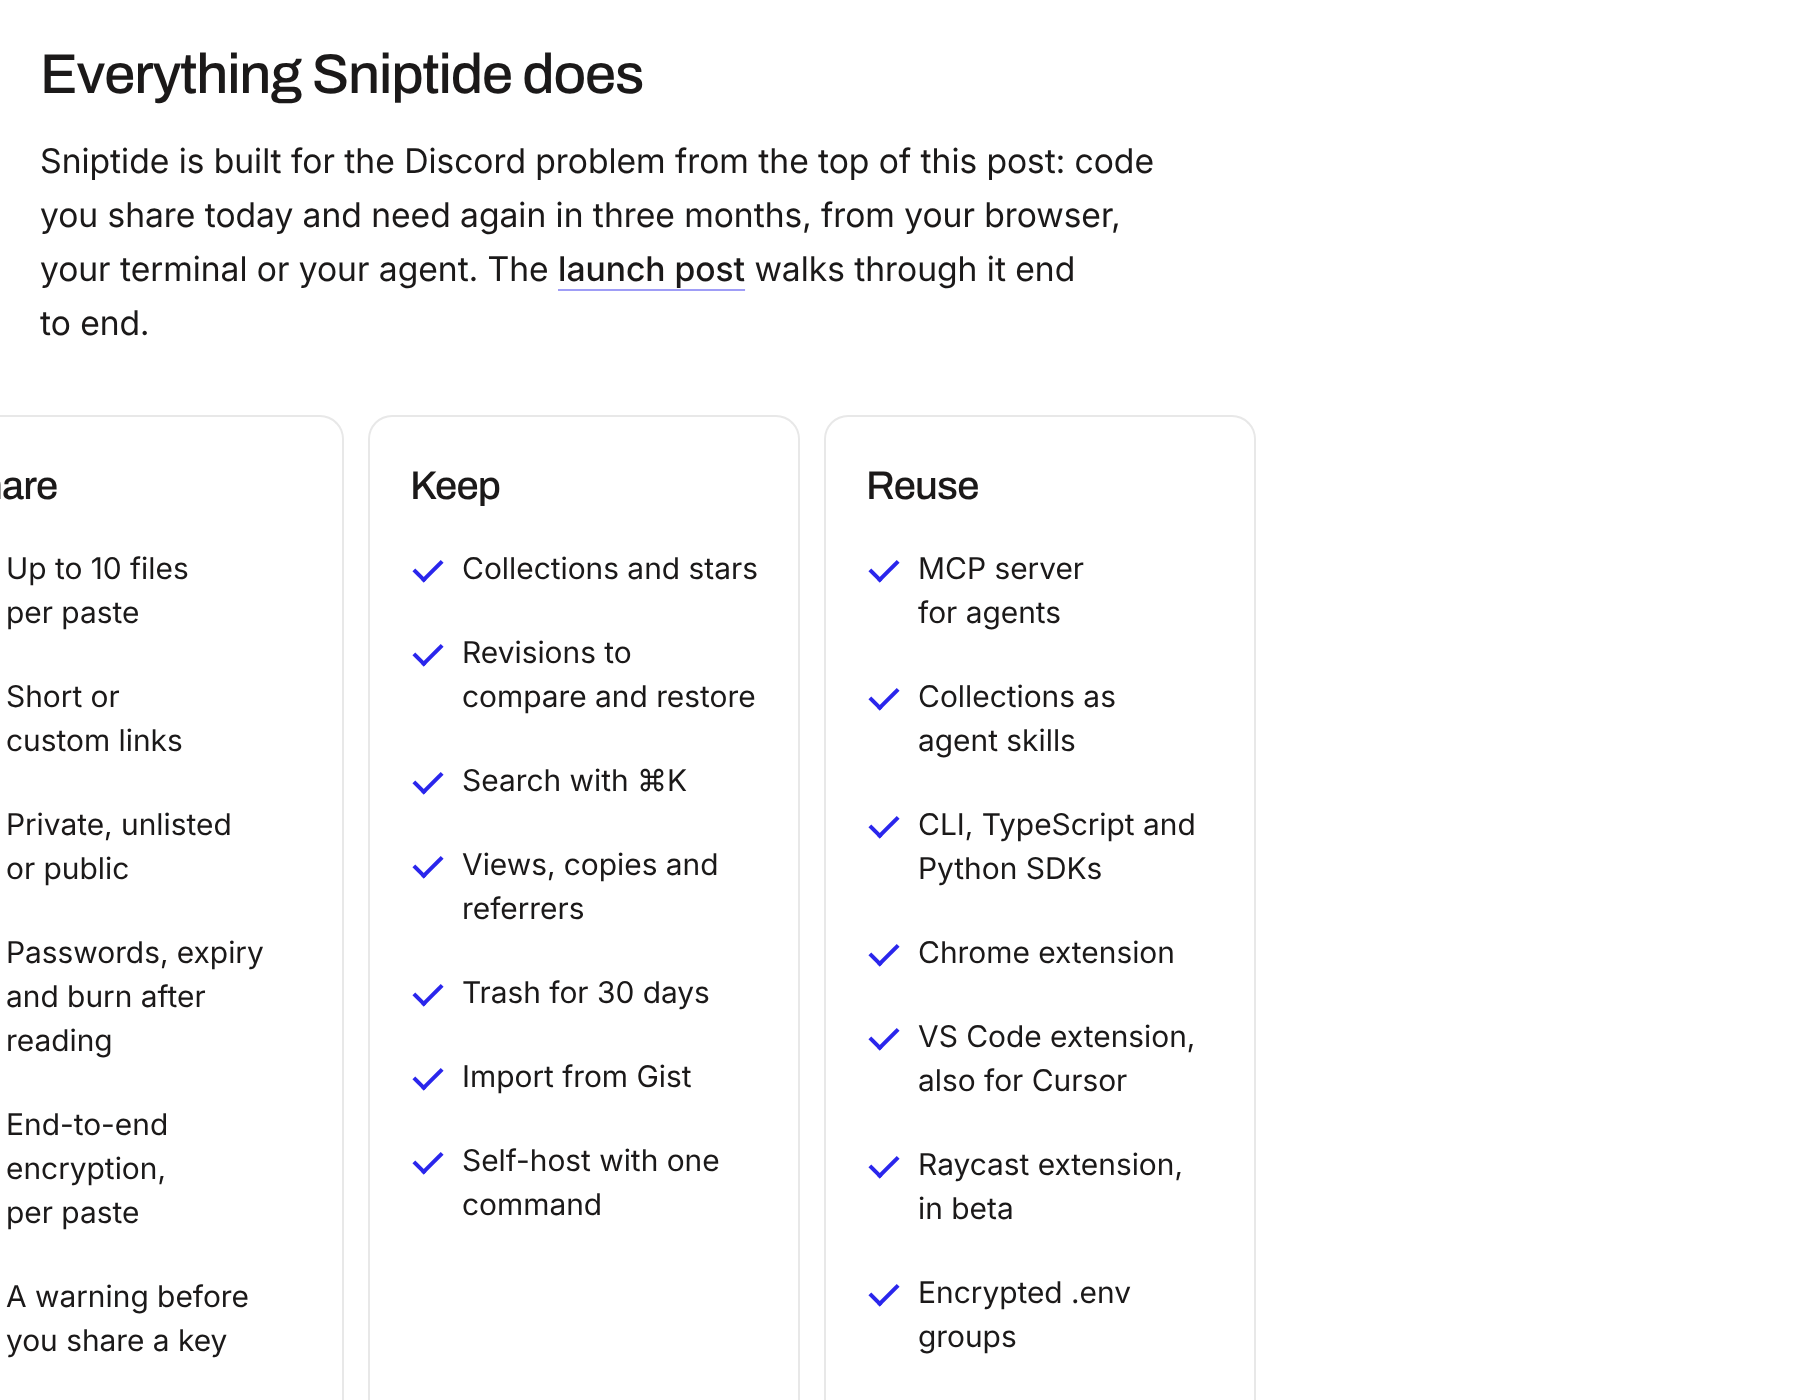 Everything Sniptide does
Sniptide is built for the Discord problem from the top of this post: code
you share today and need again in three months, from your browser,
your terminal or your agent. The launch post walks through it end
to end.
are
Up to 10 files
per paste
Short or
custom links
Private, unlisted
or public
Passwords, expiry
and burn after
reading
End-to-end
encryption,
per paste
A warning before
you share a key
Keep
Collections and stars
Revisions to
compare and restore
Search with ⌘K
Views, copies and
referrers
Trash for 30 days
Import from Gist
Self-host with one
command
Reuse
MCP server
for agents
Collections as
agent skills
CLI, TypeScript and
Python SDKs
Chrome extension
VS Code extension,
also for Cursor
Raycast extension,
in beta
Encrypted .env
groups